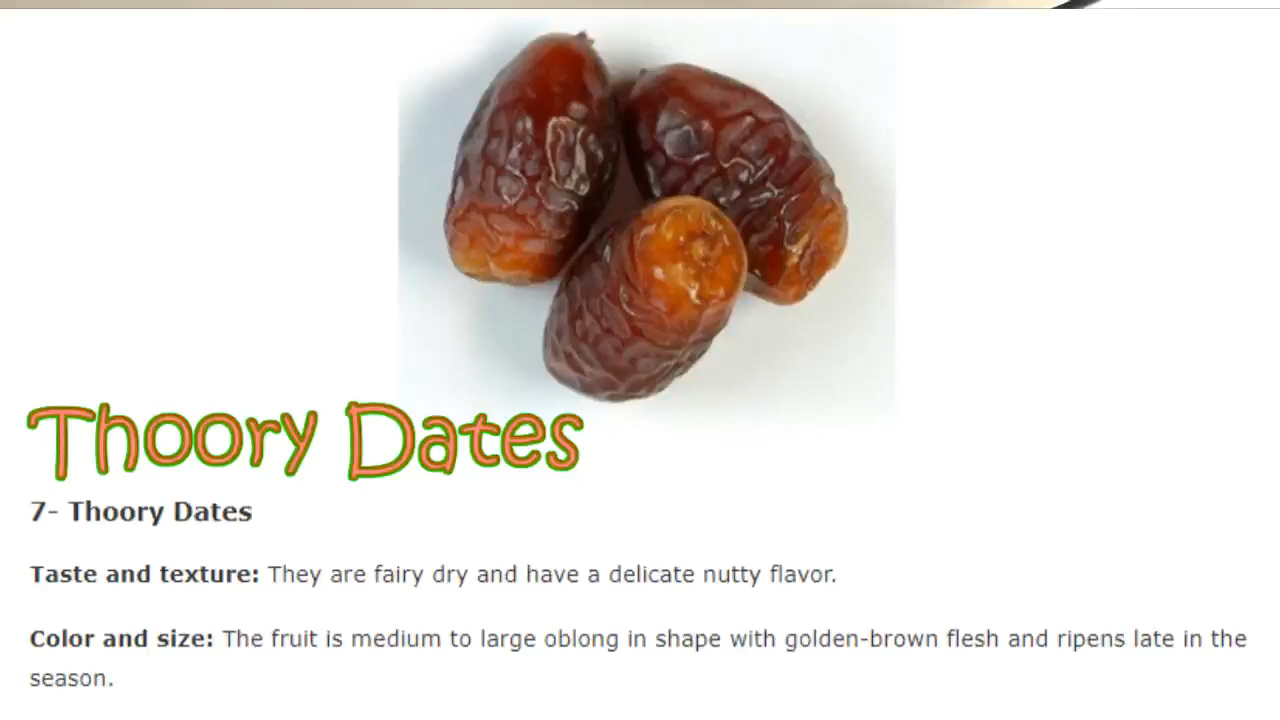 Thoory Dates
7- Thoory Dates
Taste and texture: They are fairy dry and have a delicate nutty flavor.
Color and size: The fruit is medium to large oblong in shape with golden-brown flesh and ripens late in the
season.